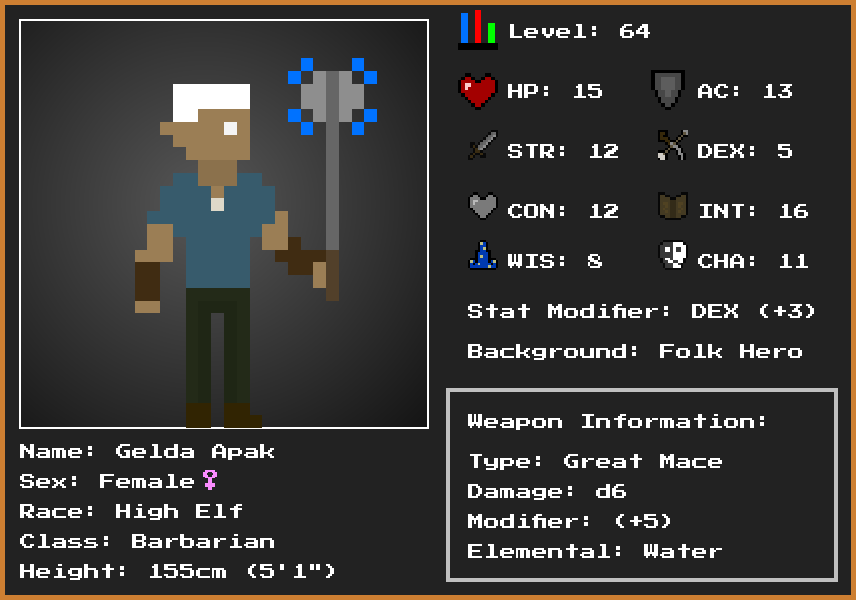 Level: 64
HP: 15
AC: 13
STR: 12
DEX: 5
CON: 12
INT: 16
WIS: 8
CHA: 11
Stat Modifier: DEX (+3)
Background: Folk Hero
Weapon Information:
Type: Great Mace
Damage: d6
Modifier: (+5)
Elemental: Water
Name: Gelda Apak
Sex: Female♀
Race: High Elf
Class: Barbarian
Height: 155cm (5'1")